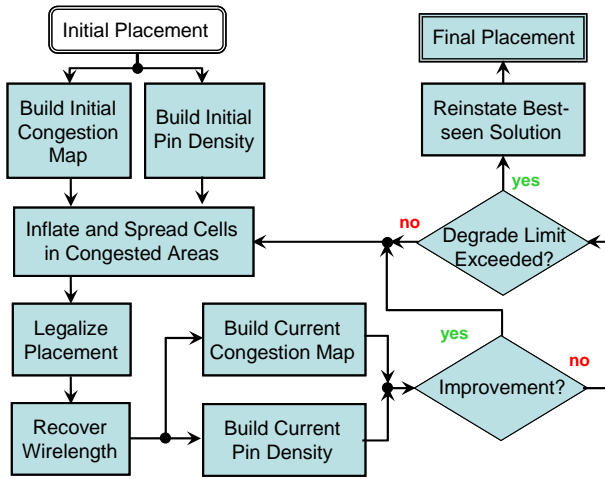 Initial Placement
Build Initial
Congestion
Map
Build Initial
Pin Density
Inflate and Spread Cells
in Congested Areas
Legalize
Placement
Recover
Wirelength
Build Current
Congestion Map
Build Current
Pin Density
Improvement?
yes
no
Degrade Limit
Exceeded?
no
yes
Reinstate Best-
seen Solution
Final Placement